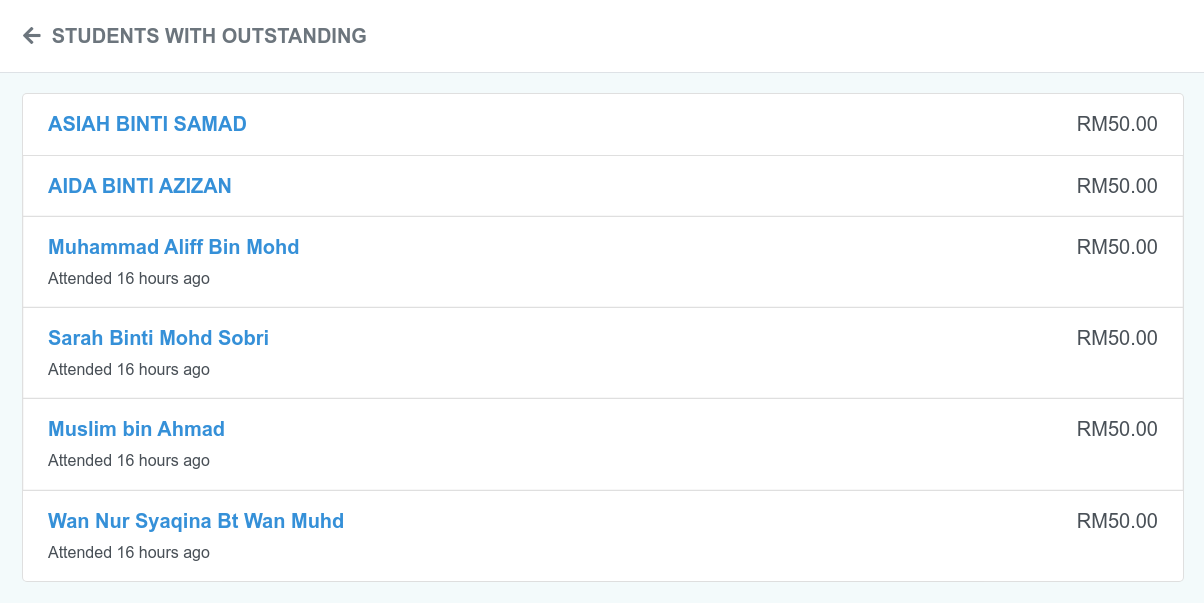 STUDENTS WITH OUTSTANDING
ASIAH BINTI SAMAD RM50.00
AIDA BINTI AZIZAN RM50.00
Muhammad Aliff Bin Mohd RM50.00
Attended 16 hours ago
Sarah Binti Mohd Sobri RM50.00
Attended 16 hours ago
Muslim bin Ahmad RM50.00
Attended 16 hours ago
Wan Nur Syaqina Bt Wan Muhd RM50.00
Attended 16 hours ago